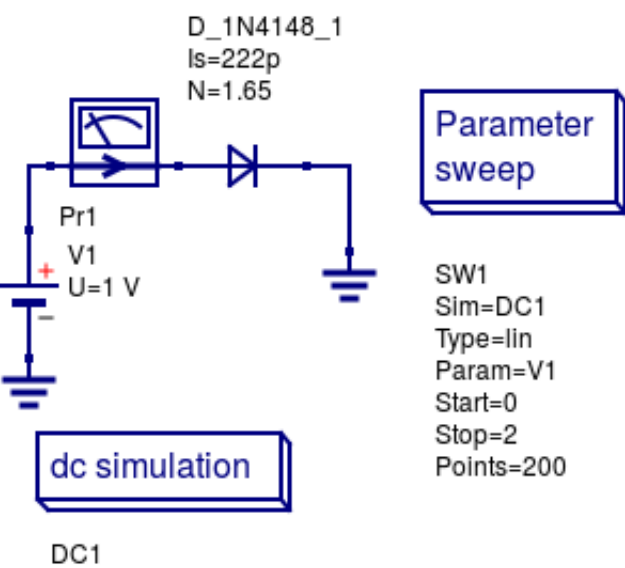 D_1N4148_1
Is=222p
N=1.65
Pr1
V1
+
U=1 V
−
Parameter
sweep
SW1
Sim=DC1
Type=lin
Param=V1
Start=0
Stop=2
Points=200
dc simulation
DC1